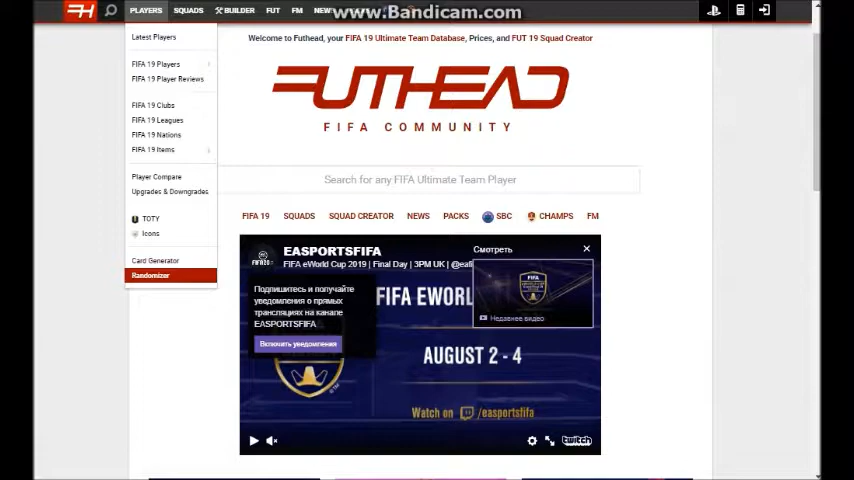 PLAYERS SQUADS BUILDER FUT FM NEWS
www.Bandicam.com
Latest Players
FIFA 19 Players
FIFA 19 Player Reviews
FIFA 19 Clubs
FIFA 19 Leagues
FIFA 19 Nations
FIFA 19 Items
Player Compare
Upgrades & Downgrades
TOTY
Icons
Card Generator
Randomizer
Welcome to Futhead, your FIFA 19 Ultimate Team Database, Prices, and FUT 19 Squad Creator
FUTHEAD
FIFA COMMUNITY
Search for any FIFA Ultimate Team Player
FIFA 19 SQUADS SQUAD CREATOR NEWS PACKS SBC CHAMPS FM
EASPORTSFIFA
FIFA eWorld Cup 2019 | Final Day | 3PM UK |
Смотреть
Недавнее видео
Подпишитесь и получайте
уведомления о прямых
трансляциях на канале
EASPORTSFIFA
Включить уведомления
FIFA EWORL
AUGUST 2 - 4
Watch on /easportsfifa
twitch